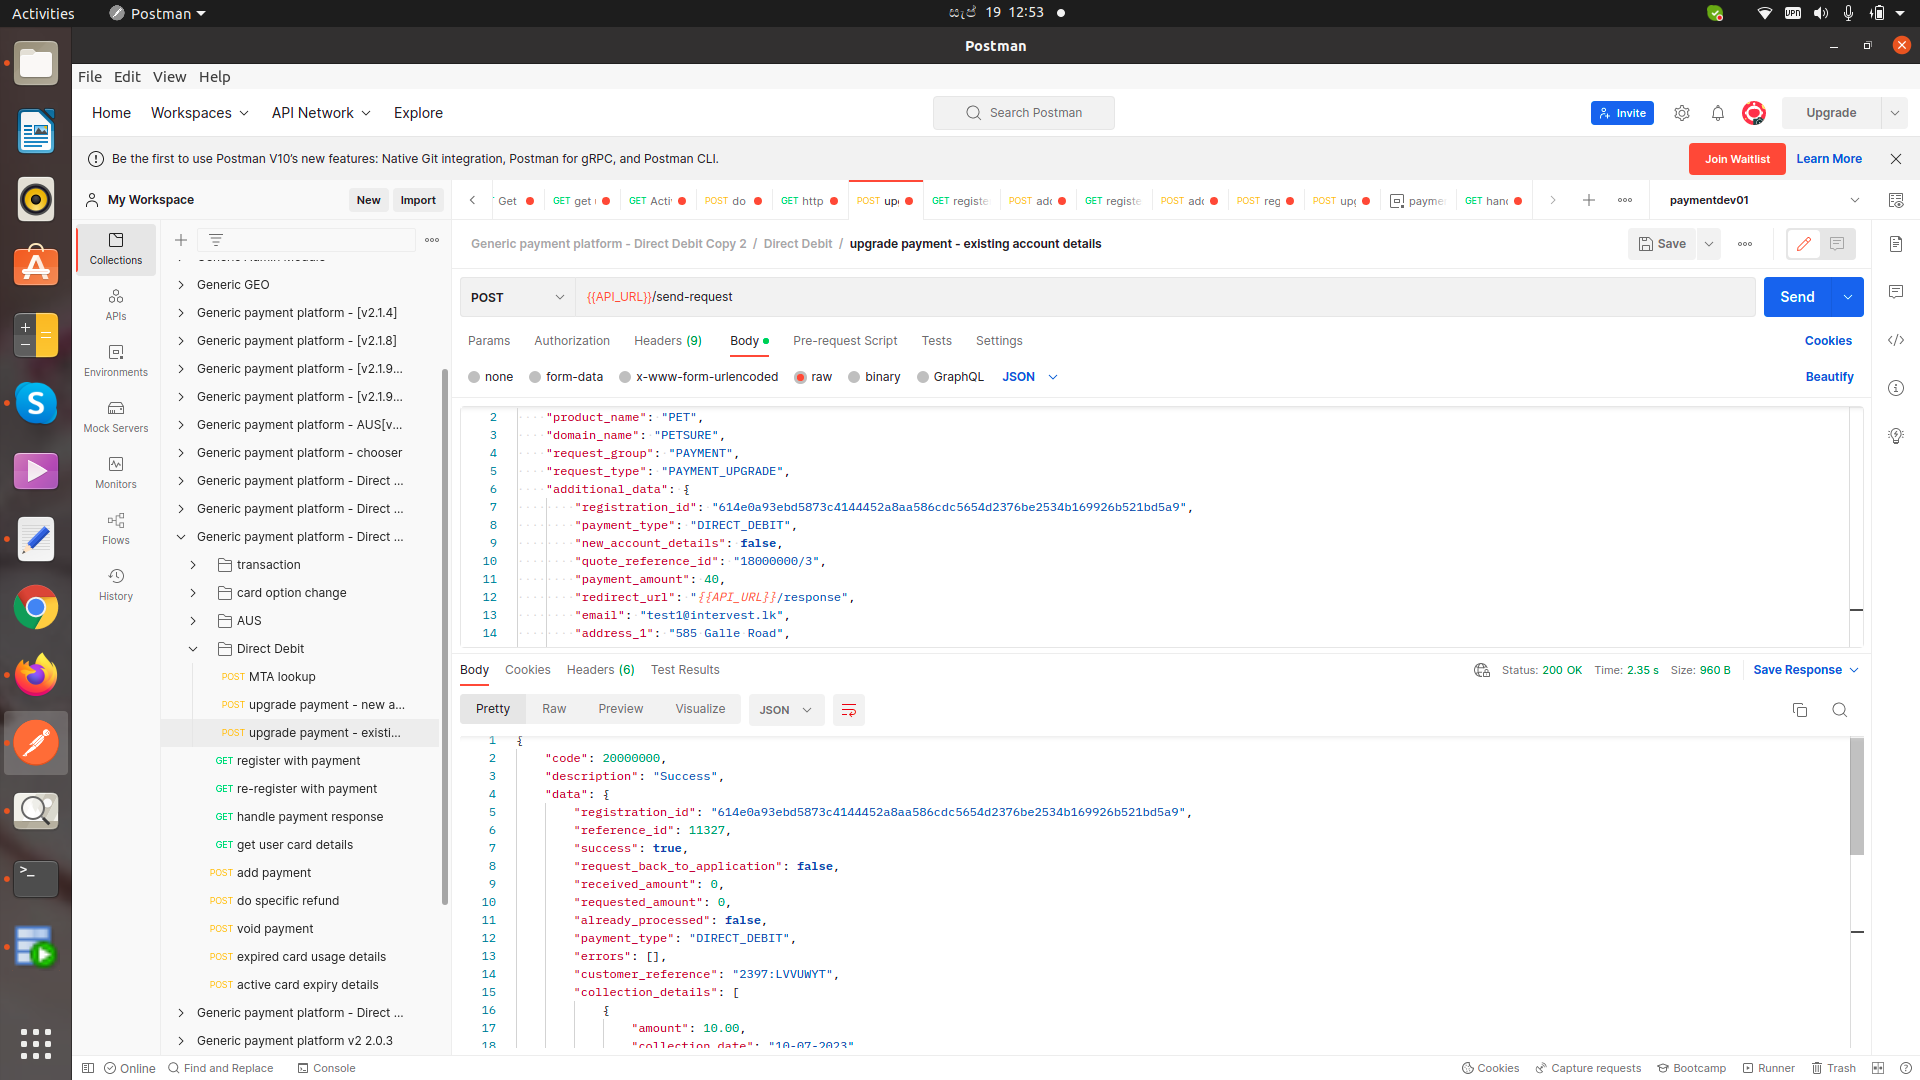 Activities
Postman
සැප් 19 12:53
VPN
Postman
File Edit View Help
Home Workspaces API Network Explore
Search Postman
Invite
Upgrade
Be the first to use Postman V10's new features: Native Git integration, Postman for gRPC, and Postman CLI.
Join Waitlist Learn More
My Workspace New Import
Get
GET get
GET Acti
POST do
GET http
POST upg
GET registe
POST add
GET registe
POST add
POST reg
POST upg
payme
GET hand
paymentdev01
Collections
APIs
Environments
Mock Servers
Monitors
Flows
History
Generic Admin Module
Generic GEO
Generic payment platform - [v2.1.4]
Generic payment platform - [v2.1.8]
Generic payment platform - [v2.1.9...
Generic payment platform - [v2.1.9...
Generic payment platform - AUS[v...
Generic payment platform - chooser
Generic payment platform - Direct ...
Generic payment platform - Direct ...
Generic payment platform - Direct ...
transaction
card option change
AUS
Direct Debit
POST MTA lookup
POST upgrade payment - new a...
POST upgrade payment - existi...
GET register with payment
GET re-register with payment
GET handle payment response
GET get user card details
POST add payment
POST do specific refund
POST void payment
POST expired card usage details
POST active card expiry details
Generic payment platform - Direct ...
Generic payment platform v2 2.0.3
Generic payment platform - Direct Debit Copy 2 / Direct Debit / upgrade payment - existing account details
Save
POST
{{API_URL}}/send-request
Send
Params Authorization Headers (9) Body Pre-request Script Tests Settings
Cookies
none form-data x-www-form-urlencoded raw binary GraphQL JSON
Beautify
2 "product_name": "PET",
3 "domain_name": "PETSURE",
4 "request_group": "PAYMENT",
5 "request_type": "PAYMENT_UPGRADE",
6 "additional_data": {
7 "registration_id": "614e0a93ebd5873c4144452a8aa586cdc5654d2376be2534b169926b521bd5a9",
8 "payment_type": "DIRECT_DEBIT",
9 "new_account_details": false,
10 "quote_reference_id": "18000000/3",
11 "payment_amount": 40,
12 "redirect_url": "{{API_URL}}/response",
13 "email": "test1@intervest.lk",
14 "address_1": "585 Galle Road",
Body Cookies Headers (6) Test Results
Status: 200 OK Time: 2.35 s Size: 960 B Save Response
Pretty Raw Preview Visualize JSON
1 {
2 "code": 20000000,
3 "description": "Success",
4 "data": {
5 "registration_id": "614e0a93ebd5873c4144452a8aa586cdc5654d2376be2534b169926b521bd5a9",
6 "reference_id": 11327,
7 "success": true,
8 "request_back_to_application": false,
9 "received_amount": 0,
10 "requested_amount": 0,
11 "already_processed": false,
12 "payment_type": "DIRECT_DEBIT",
13 "errors": [],
14 "customer_reference": "2397:LVVUWYT",
15 "collection_details": [
16 {
17 "amount": 10.00,
18 "collection_date": "10-07-2023"
Online Find and Replace Console
Cookies Capture requests Bootcamp Runner Trash